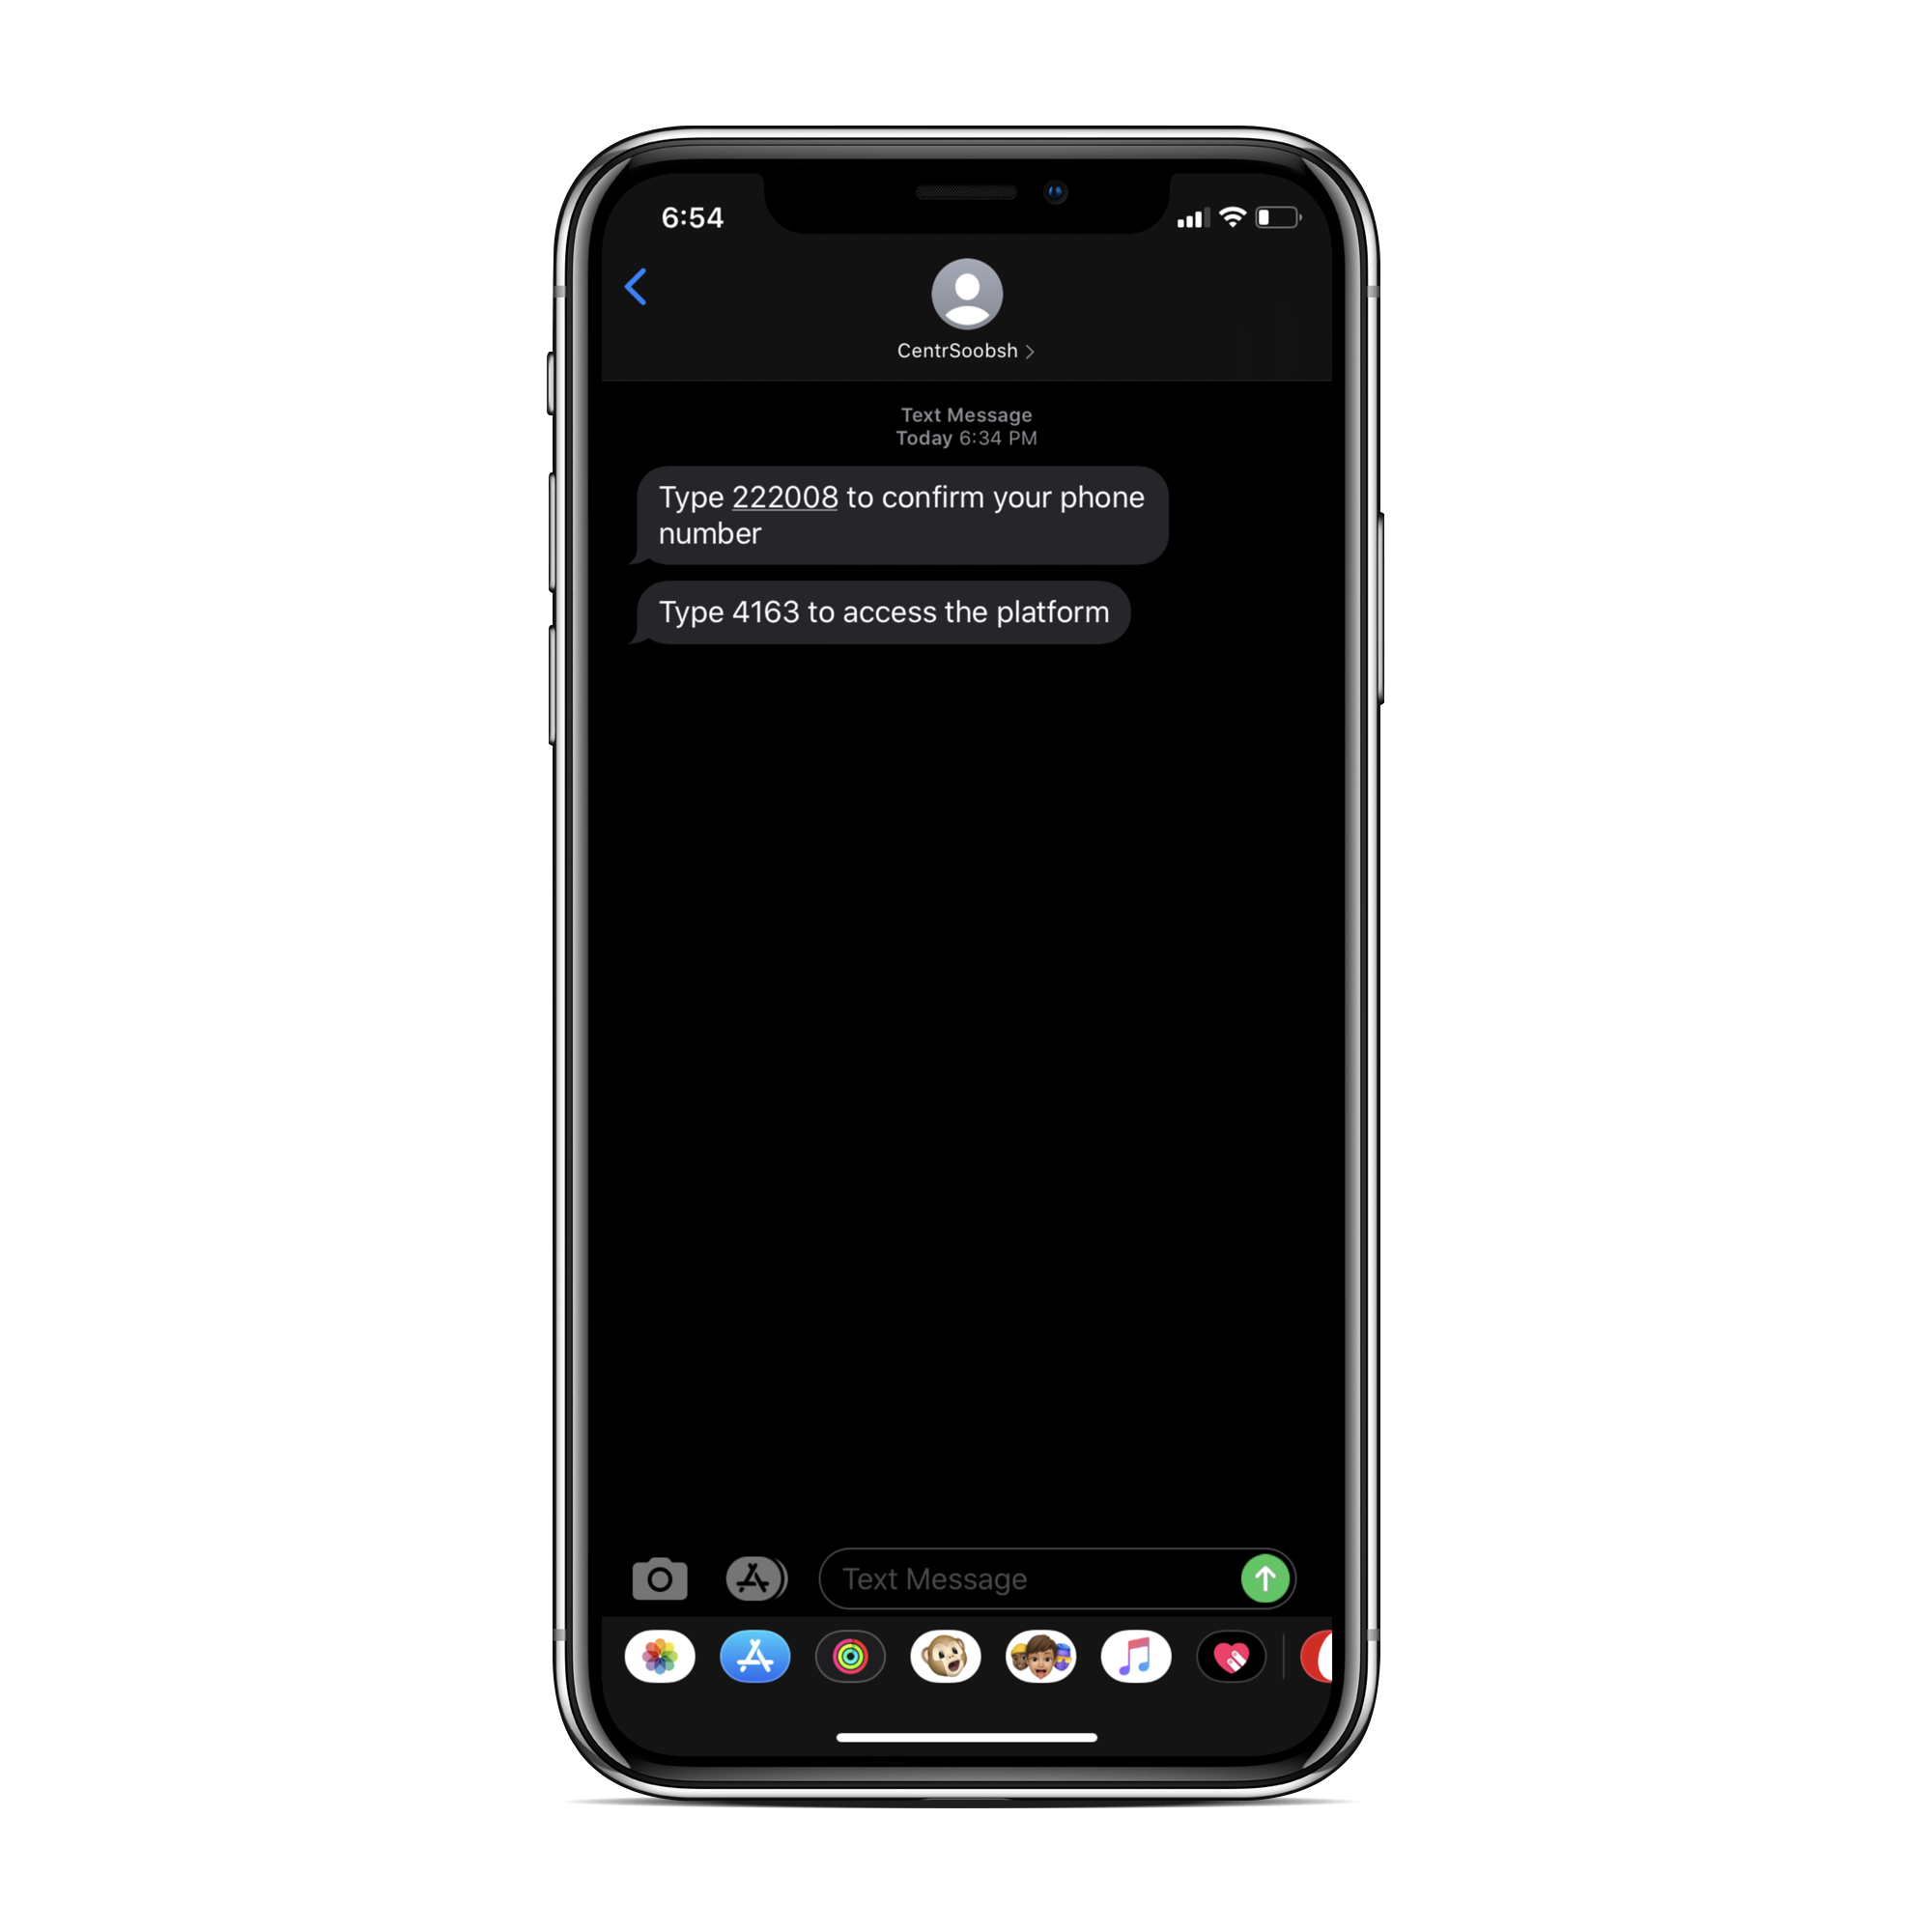 6:54
CentrSoobsh
Text Message
Today 6:34 PM
Type 222008 to confirm your phone
number
Type 4163 to access the platform
Text Message